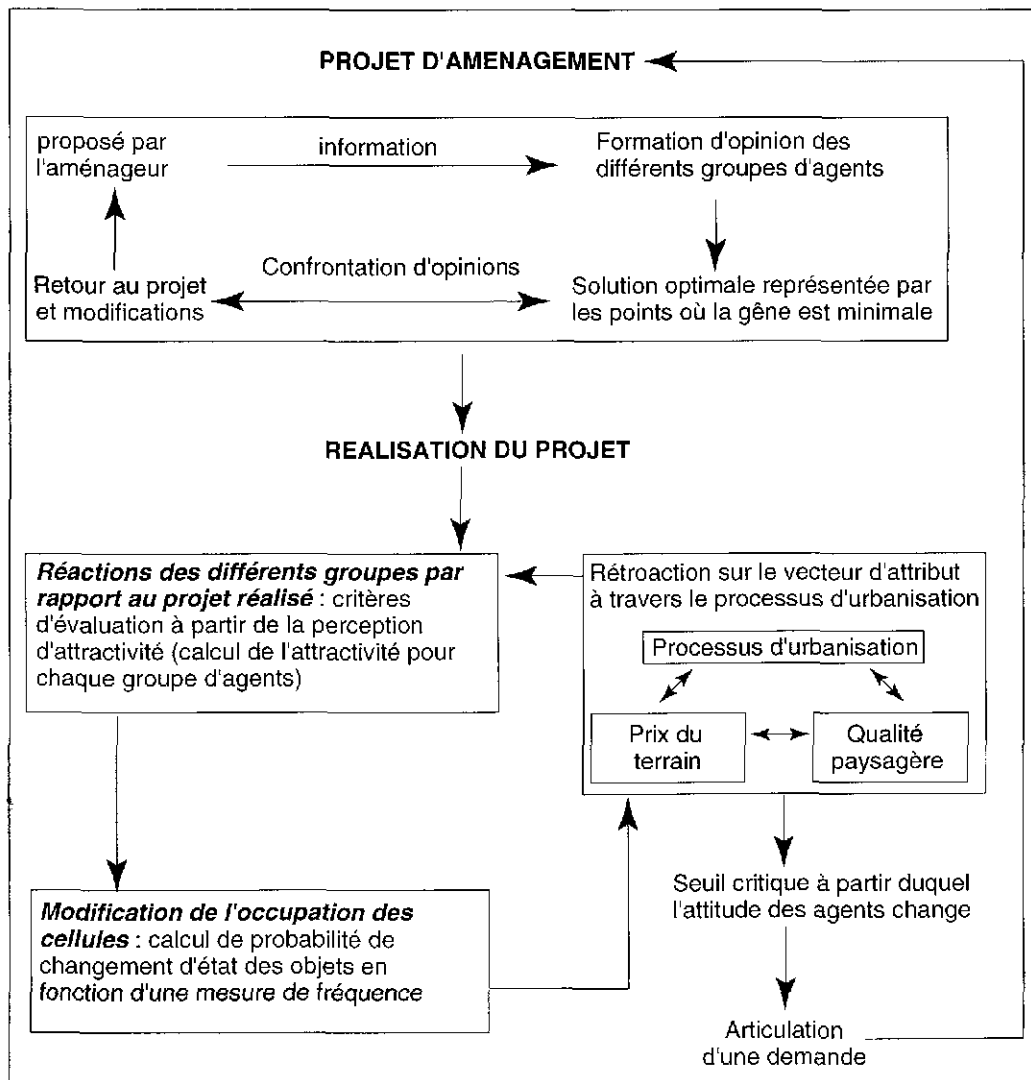 PROJET D'AMENAGEMENT
proposé par
l'aménageur
information
Formation d'opinion des
différents groupes d'agents
Retour au projet
et modifications
Confrontation d'opinions
Solution optimale représentée par
les points où la gêne est minimale
REALISATION DU PROJET
Réactions des différents groupes par
rapport au projet réalisé : critères
d'évaluation à partir de la perception
d'attractivité (calcul de l'attractivité pour
chaque groupe d'agents)
Rétroaction sur le vecteur d'attribut
à travers le processus d'urbanisation
Processus d'urbanisation
Prix du
terrain
Qualité
paysagère
Modification de l'occupation des
cellules : calcul de probabilité de
changement d'état des objets en
fonction d'une mesure de fréquence
Seuil critique à partir duquel
l'attitude des agents change
Articulation
d'une demande